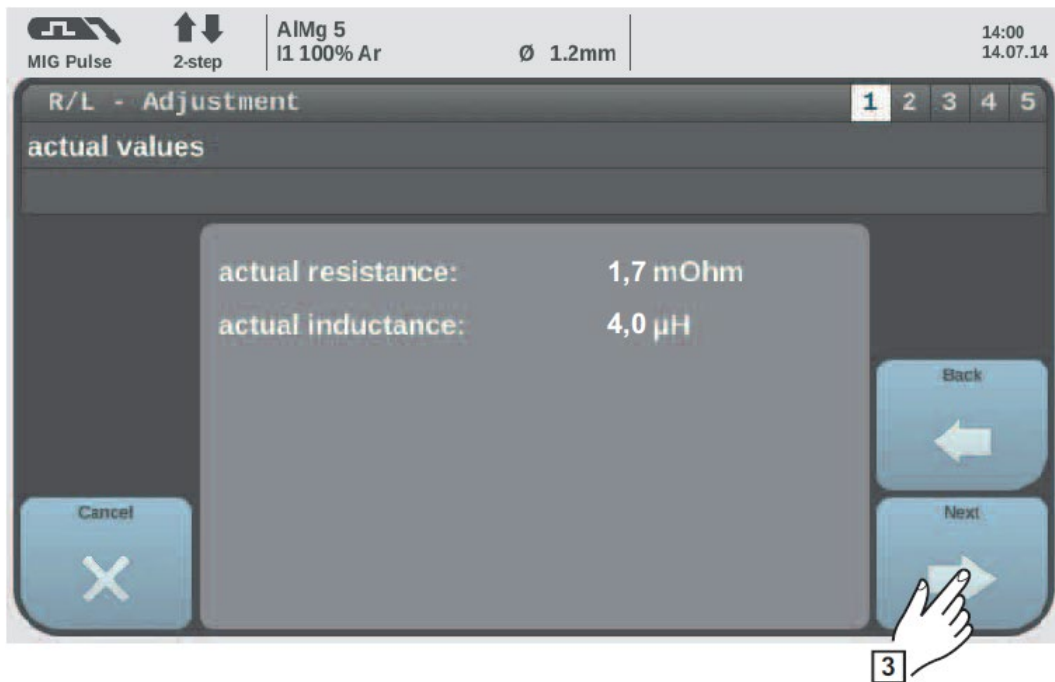 MIG Pulse
2-step
AlMg 5
I1 100% Ar
Ø 1.2mm
14:00
14.07.14
R/L - Adjustment
1 2 3 4 5
actual values
actual resistance: 1,7 mOhm
actual inductance: 4,0 µH
Back
Cancel
Next
3